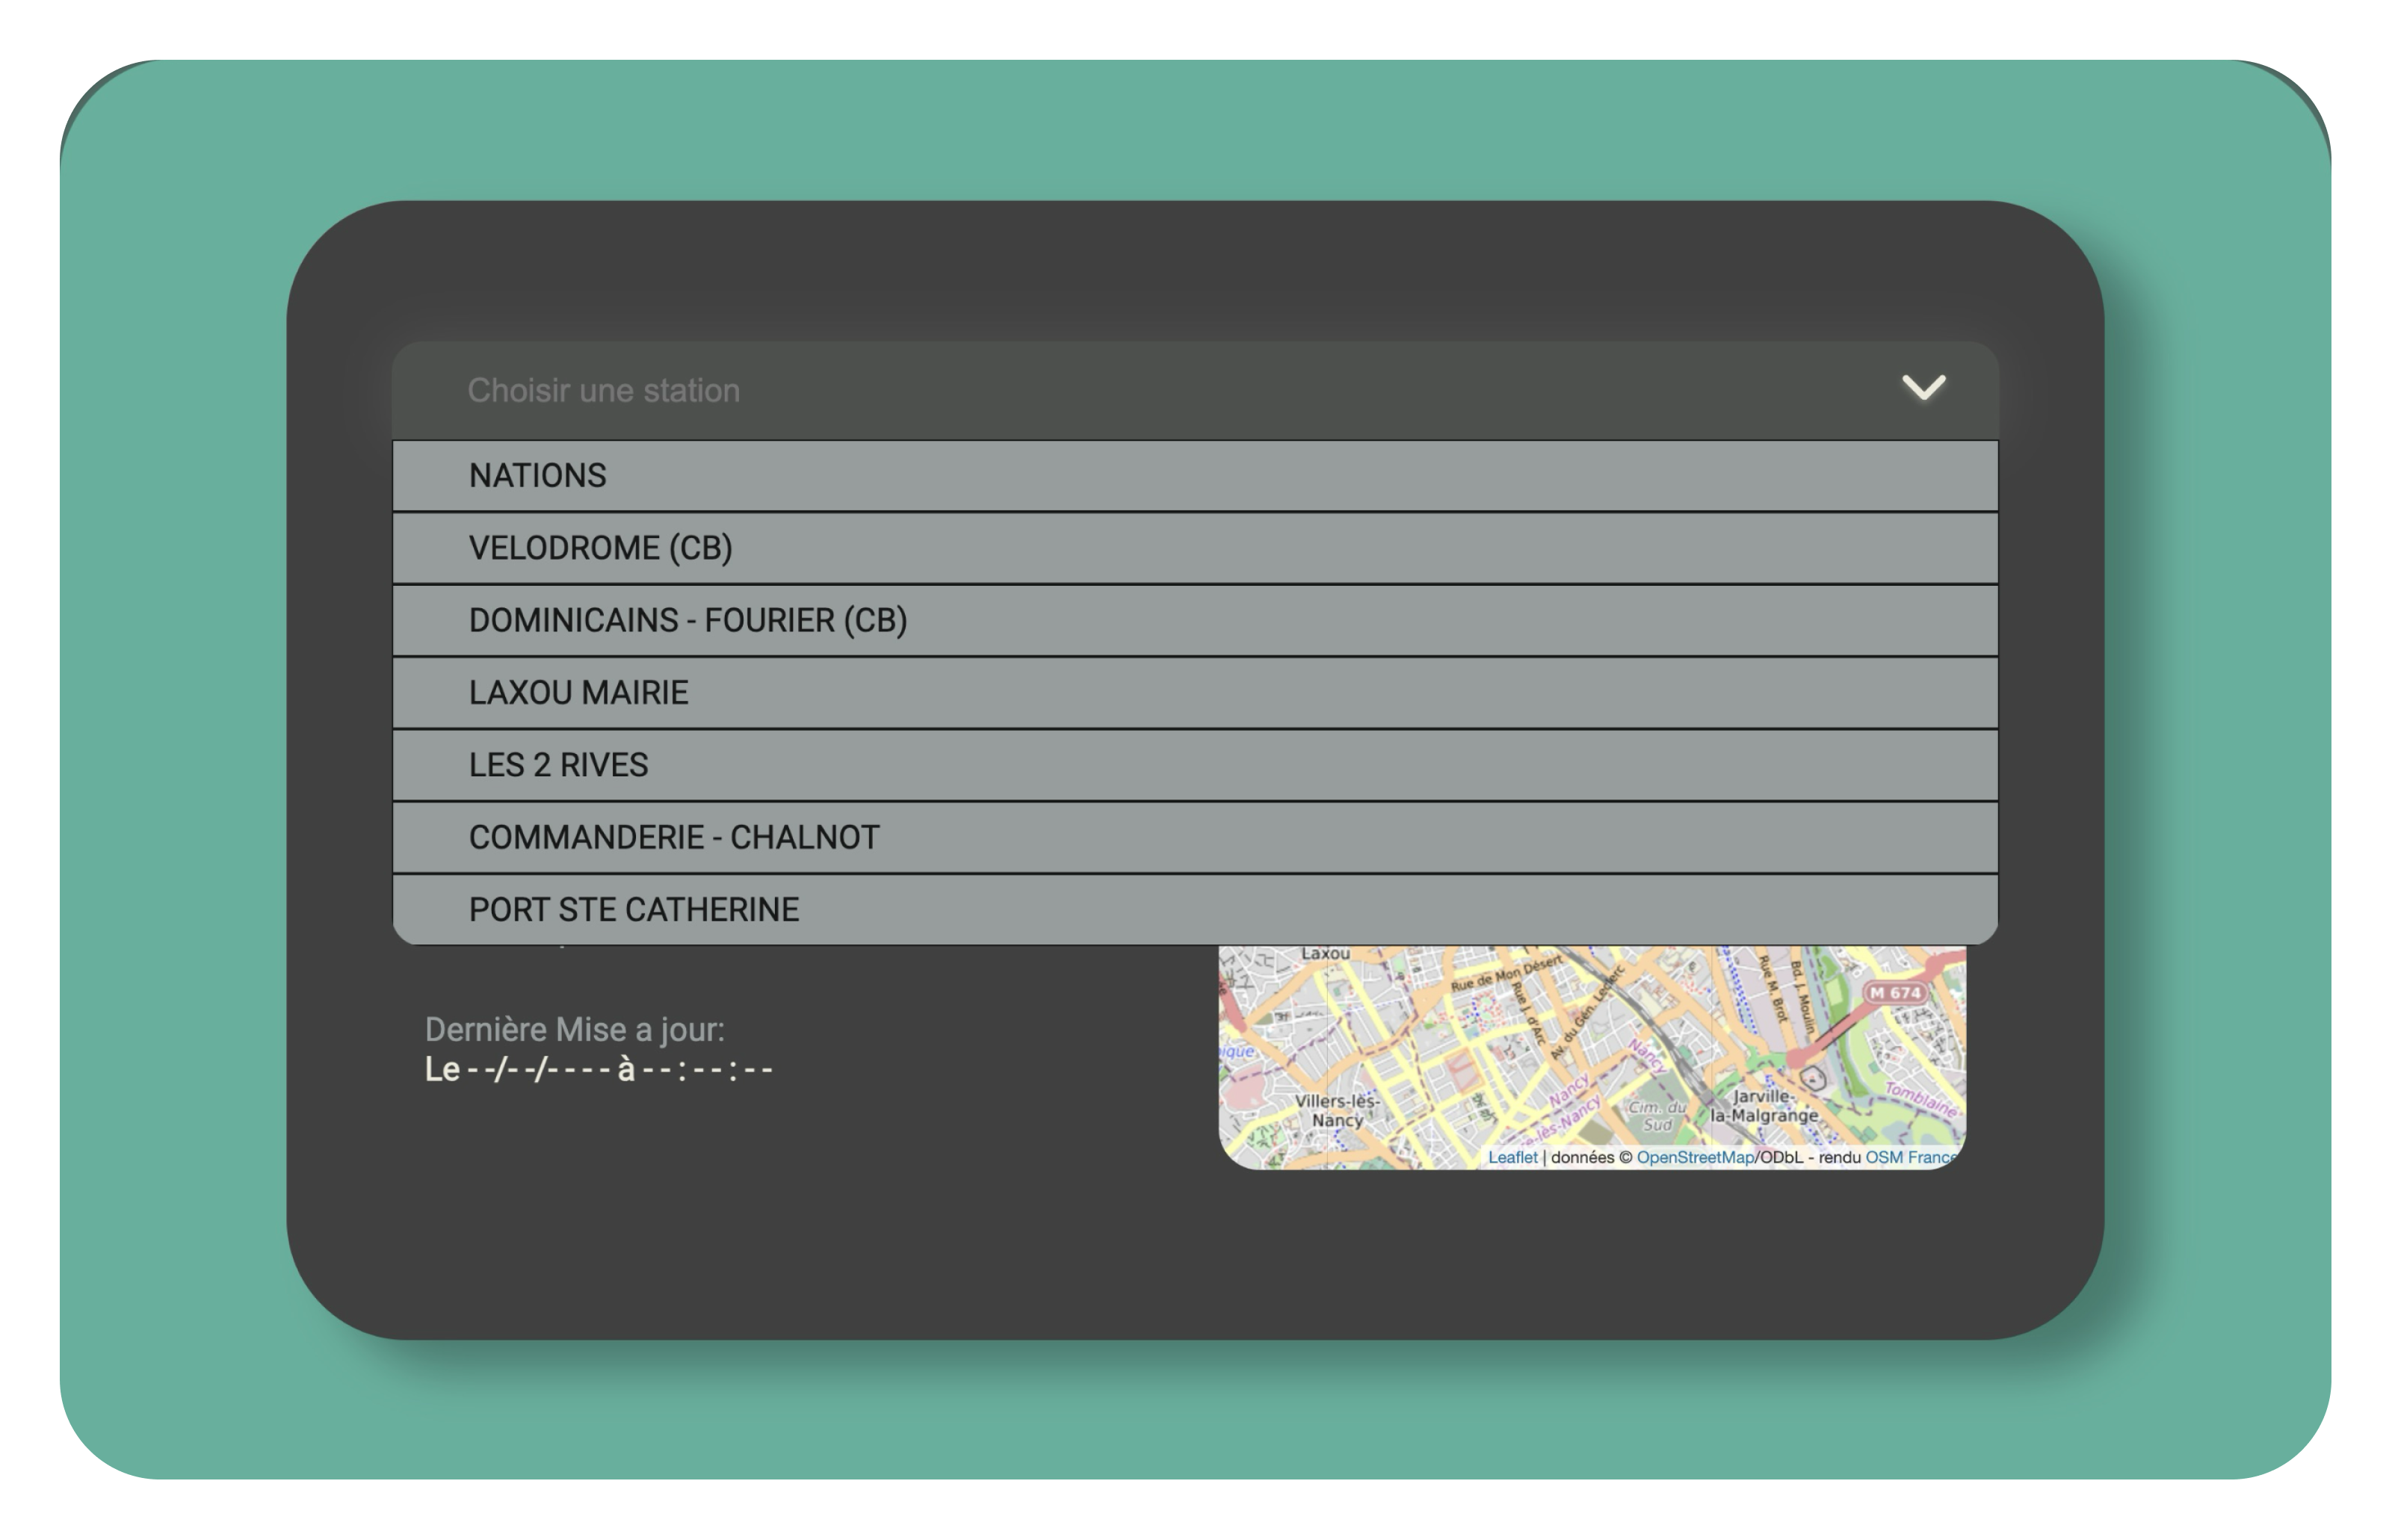 Choisir une station
NATIONS
VELODROME (CB)
DOMINICAINS - FOURIER (CB)
LAXOU MAIRIE
LES 2 RIVES
COMMANDERIE - CHALNOT
PORT STE CATHERINE
Dernière Mise a jour:
Le - -/- -/- - - - à - - : - - : - -
Laxou
Rue de Mon Désert
Rue J. d'Arc
Av. du Gén. Leclerc
Rue M. Brot
Bd. J. Moulin
M 674
Nancy
Nancy
Villers-lès-
Nancy
Cim. du
Sud
Jarville-
la-Malgrange
Tomblaine
Leaflet | données © OpenStreetMap/ODbL - rendu OSM France